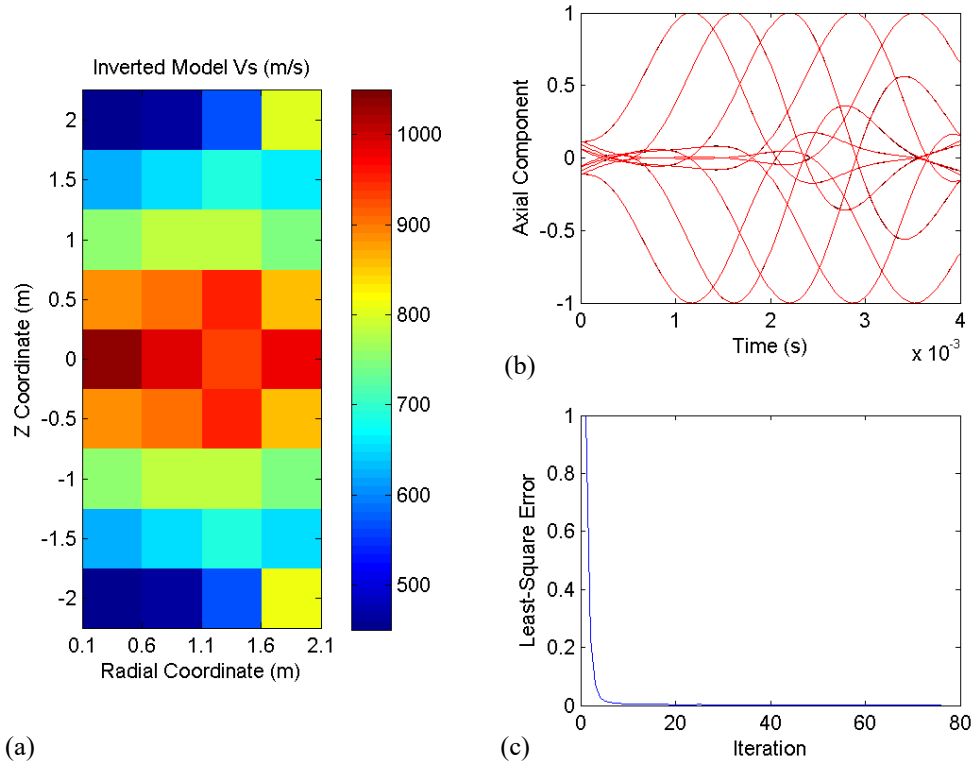 Inverted Model Vs (m/s)
Z Coordinate (m)
2
1.5
1
0.5
0
-0.5
-1
-1.5
-2
0.1 0.6 1.1 1.6 2.1
Radial Coordinate (m)
1000
900
800
700
600
500
(a)
Axial Component
1
0.5
0
-0.5
-1
0 1 2 3 4
Time (s)
x 10-3
(b)
Least-Square Error
1
0.8
0.6
0.4
0.2
0
0 20 40 60 80
Iteration
(c)